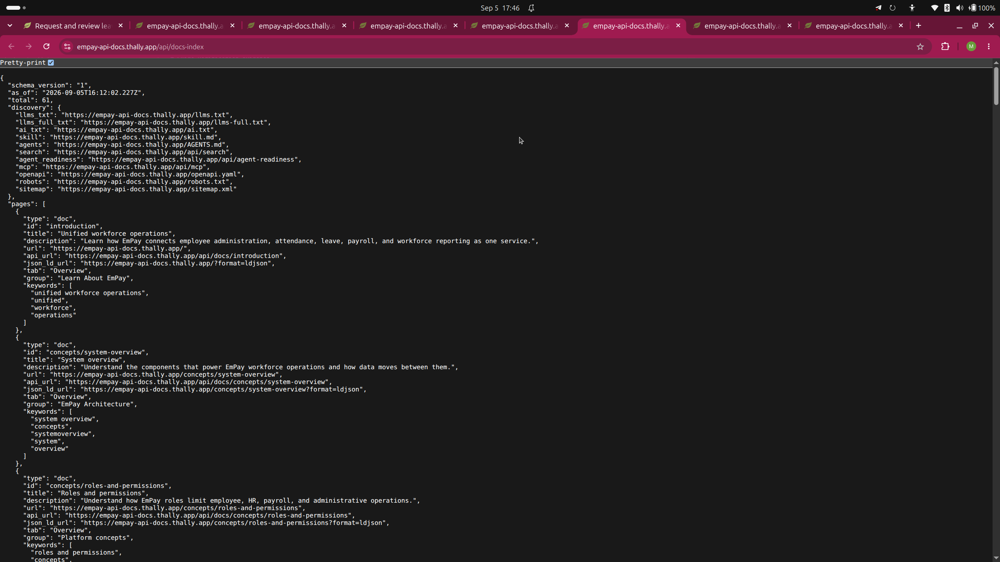 Sep 5 17:46
100%
Request and review lea
empay-api-docs.thally.a
empay-api-docs.thally.a
empay-api-docs.thally.a
empay-api-docs.thally.a
empay-api-docs.thally.a
empay-api-docs.thally.a
empay-api-docs.thally.a
empay-api-docs.thally.app/api/docs-index
M
Pretty-print
{
  "schema_version": "1",
  "as_of": "2026-09-05T16:12:02.227Z",
  "total": 61,
  "discovery": {
    "llms_txt": "https://empay-api-docs.thally.app/llms.txt",
    "llms_full_txt": "https://empay-api-docs.thally.app/llms-full.txt",
    "ai_txt": "https://empay-api-docs.thally.app/ai.txt",
    "skill": "https://empay-api-docs.thally.app/skill.md",
    "agents": "https://empay-api-docs.thally.app/AGENTS.md",
    "search": "https://empay-api-docs.thally.app/api/search",
    "agent_readiness": "https://empay-api-docs.thally.app/api/agent-readiness",
    "mcp": "https://empay-api-docs.thally.app/api/mcp",
    "openapi": "https://empay-api-docs.thally.app/openapi.yaml",
    "robots": "https://empay-api-docs.thally.app/robots.txt",
    "sitemap": "https://empay-api-docs.thally.app/sitemap.xml"
  },
  "pages": [
    {
      "type": "doc",
      "id": "introduction",
      "title": "Unified workforce operations",
      "description": "Learn how EmPay connects employee administration, attendance, leave, payroll, and workforce reporting as one service.",
      "url": "https://empay-api-docs.thally.app/",
      "api_url": "https://empay-api-docs.thally.app/api/docs/introduction",
      "json_ld_url": "https://empay-api-docs.thally.app/?format=ldjson",
      "tab": "Overview",
      "group": "Learn About EmPay",
      "keywords": [
        "unified workforce operations",
        "unified",
        "workforce",
        "operations"
      ]
    },
    {
      "type": "doc",
      "id": "concepts/system-overview",
      "title": "System overview",
      "description": "Understand the components that power EmPay workforce operations and how data moves between them.",
      "url": "https://empay-api-docs.thally.app/concepts/system-overview",
      "api_url": "https://empay-api-docs.thally.app/api/docs/concepts/system-overview",
      "json_ld_url": "https://empay-api-docs.thally.app/concepts/system-overview?format=ldjson",
      "tab": "Overview",
      "group": "EmPay Architecture",
      "keywords": [
        "system overview",
        "concepts",
        "systemoverview",
        "system",
        "overview"
      ]
    },
    {
      "type": "doc",
      "id": "concepts/roles-and-permissions",
      "title": "Roles and permissions",
      "description": "Understand how EmPay roles limit employee, HR, payroll, and administrative operations.",
      "url": "https://empay-api-docs.thally.app/concepts/roles-and-permissions",
      "api_url": "https://empay-api-docs.thally.app/api/docs/concepts/roles-and-permissions",
      "json_ld_url": "https://empay-api-docs.thally.app/concepts/roles-and-permissions?format=ldjson",
      "tab": "Overview",
      "group": "Platform concepts",
      "keywords": [
        "roles and permissions",
        "concepts",